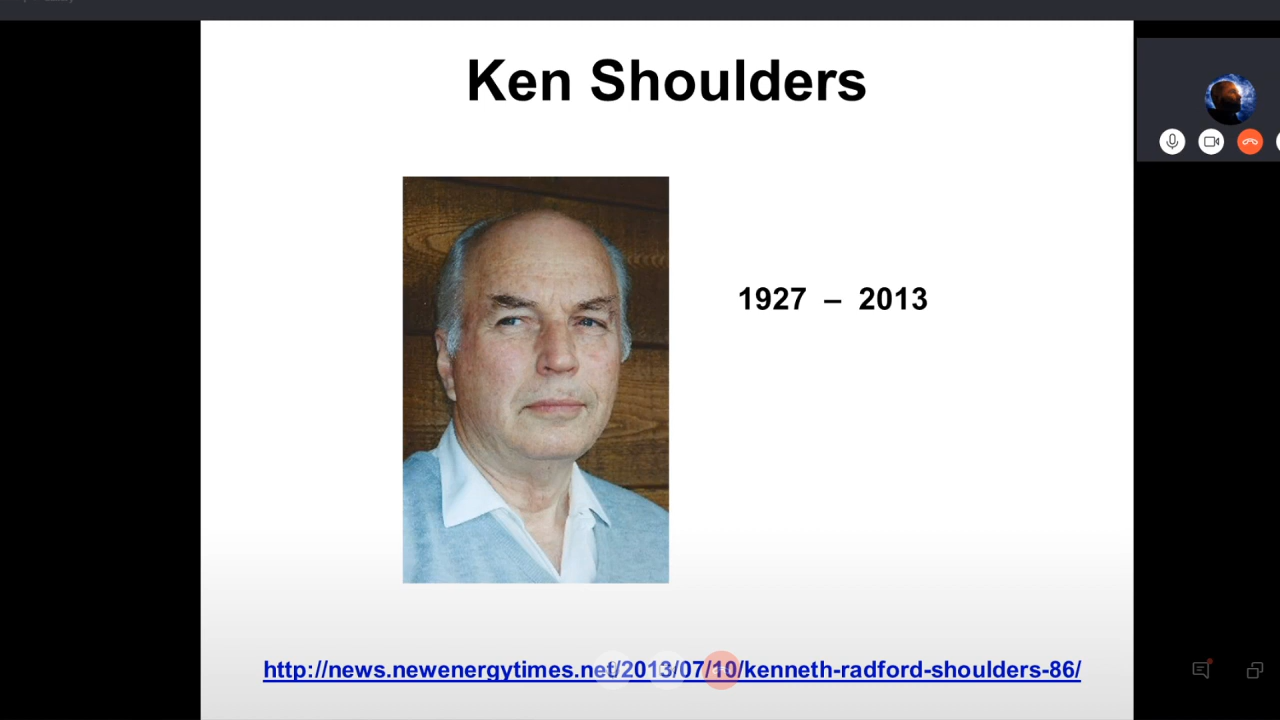 Ken Shoulders
1927 – 2013
http://news.newenergytimes.net/2013/07/10/kenneth-radford-shoulders-86/